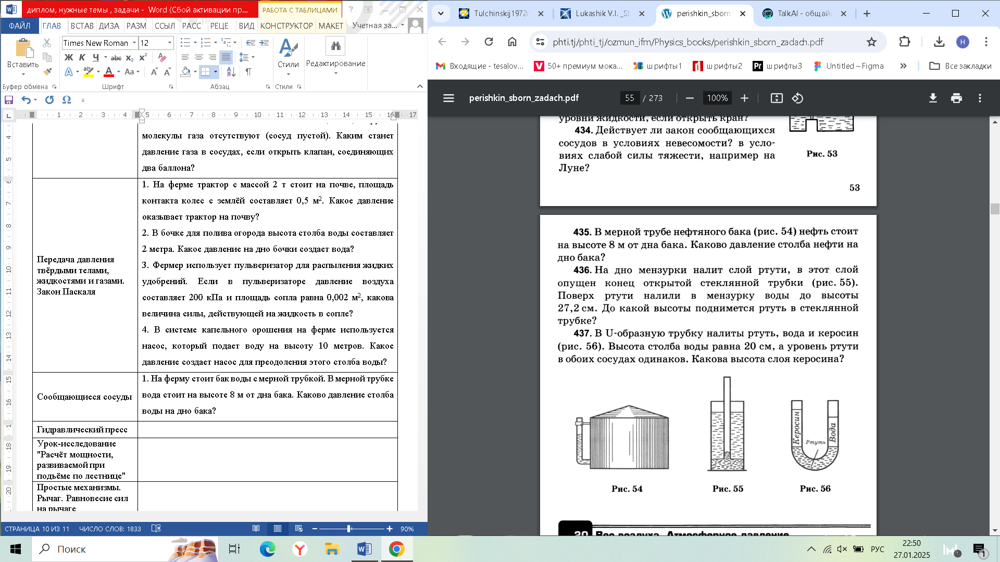 диплом, нужные темы , задачи - Word (Сбой активации пр...
РАБОТА С ТАБЛИЦАМИ
ФАЙЛ ГЛАВ ВСТАВ ДИЗА РАЗМ ССЫЛ РАСС РЕЦЕ ВИД КОНСТРУКТОР МАКЕТ Учетная за...
Times New Roman 12
Вставить
Ж К Ч abc x₂ x²
Aa
Стили
Редактирование
Буфер обмена Шрифт Абзац Стили
1 2 3 4 5 6 7 8 9 10 11 12 13 14 15 16 17
молекулы газа отсутствуют (сосуд пустой). Каким станет
давление газа в сосудах, если открыть клапан, соединяющих
два баллона?
Передача давления
твёрдыми телами,
жидкостями и газами.
Закон Паскаля
1. На ферме трактор с массой 2 т стоит на почве, площадь
контакта колес с землёй составляет 0,5 м². Какое давление
оказывает трактор на почву?
2. В бочке для полива огорода высота столба воды составляет
2 метра. Какое давление на дно бочки создает вода?
3. Фермер использует пульверизатор для распыления жидких
удобрений. Если в пульверизаторе давление воздуха
составляет 200 кПа и площадь сопла равна 0,002 м², какова
величина силы, действующей на жидкость в сопле?
4. В системе капельного орошения на ферме используется
насос, который подает воду на высоту 10 метров. Какое
давление создает насос для преодоления этого столба воды?
Сообщающиеся сосуды
1. На ферму стоит бак воды с мерной трубкой. В мерной трубке
вода стоит на высоте 8 м от дна бака. Каково давление столба
воды на дно бака?
Гидравлический пресс
Урок-исследование
"Расчёт мощности,
развиваемой при
подъёме по лестнице"
Простые механизмы.
Рычаг. Равновесие сил
на рычаге
СТРАНИЦА 10 ИЗ 11 ЧИСЛО СЛОВ: 1833 90%
Tulchinskij1972r
Lukashik V.I._St
perishkin_sborn
TalkAI - общайс
phti.tj/phti_tj/ozmun_ifm/Physics_books/perishkin_sborn_zadach.pdf
Н
Входящие - tesalov...
50+ премиум мока...
шрифты1
шрифты2
шрифты3
Untitled – Figma
Все закладки
perishkin_sborn_zadach.pdf 55 / 273 100%
уровни жидкости, если открыть кран?
434. Действует ли закон сообщающихся
сосудов в условиях невесомости? в усло-
виях слабой силы тяжести, например на
Луне?
Рис. 53
53
435. В мерной трубе нефтяного бака (рис. 54) нефть стоит
на высоте 8 м от дна бака. Каково давление столба нефти на
дно бака?
436. На дно мензурки налит слой ртути, в этот слой
опущен конец открытой стеклянной трубки (рис. 55).
Поверх ртути налили в мензурку воды до высоты
27,2 см. До какой высоты поднимется ртуть в стеклянной
трубке?
437. В U-образную трубку налиты ртуть, вода и керосин
(рис. 56). Высота столба воды равна 20 см, а уровень ртути
в обоих сосудах одинаков. Какова высота слоя керосина?
Керосин
Ртуть
Вода
Рис. 54
Рис. 55
Рис. 56
20 Вес воздуха. Атмосферное давление
Поиск
РУС
22:50
27.01.2025
1
1